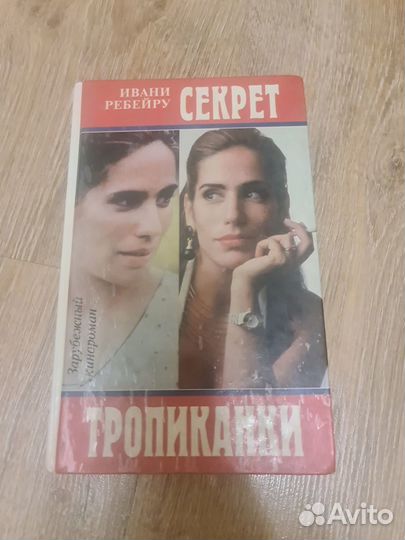 ИВАНИ
РЕБЕЙРУ
СЕКРЕТ
Зарубежный
кинороман
ТРОПИКАНКИ
Avito